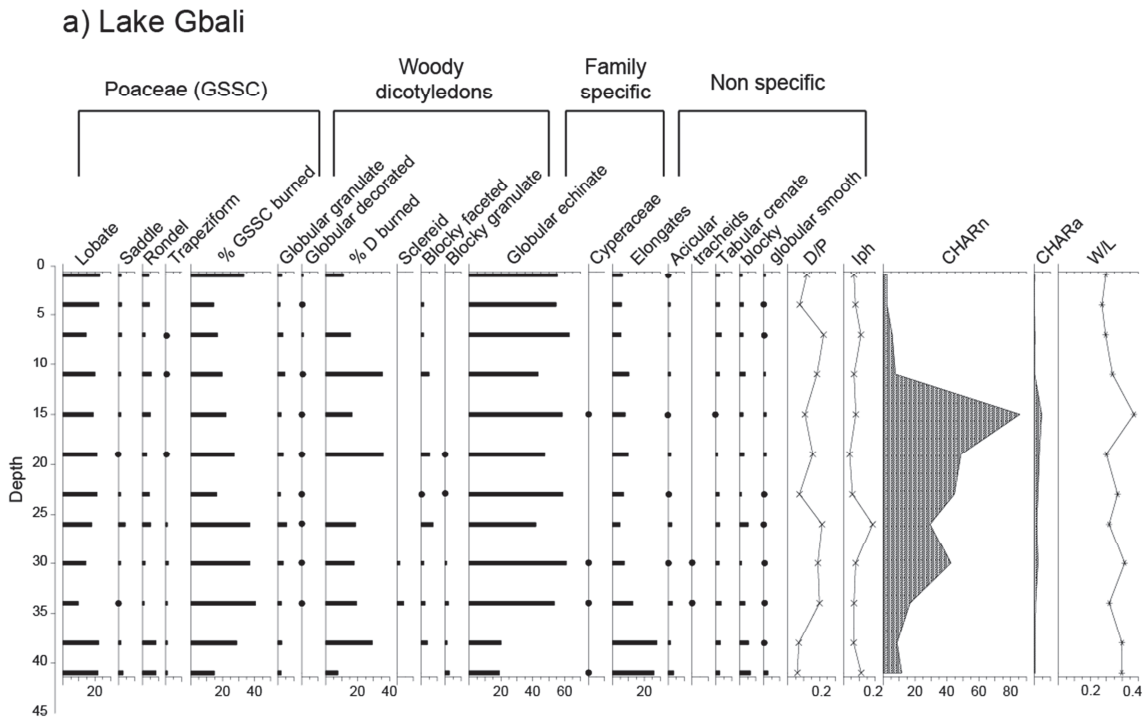 a) Lake Gbali
Poaceae (GSSC)
Woody
dicotyledons
Family
specific
Non specific
Lobate
Saddle
Rondel
Trapeziform
% GSSC burned
Globular granulate
Globular decorated
% D burned
Sclereid
Blocky faceted
Blocky granulate
Globular echinate
Cyperaceae
Elongates
Acicular
tracheids
Tabular crenate
blocky
globular smooth
D/P
Iph
CHARn
CHARa
W/L
Depth
0
5
10
15
20
25
30
35
40
45
20
20 40
20 40
20 40 60
20
0.2
0.2
20 40 60 80
0 0.2 0.4